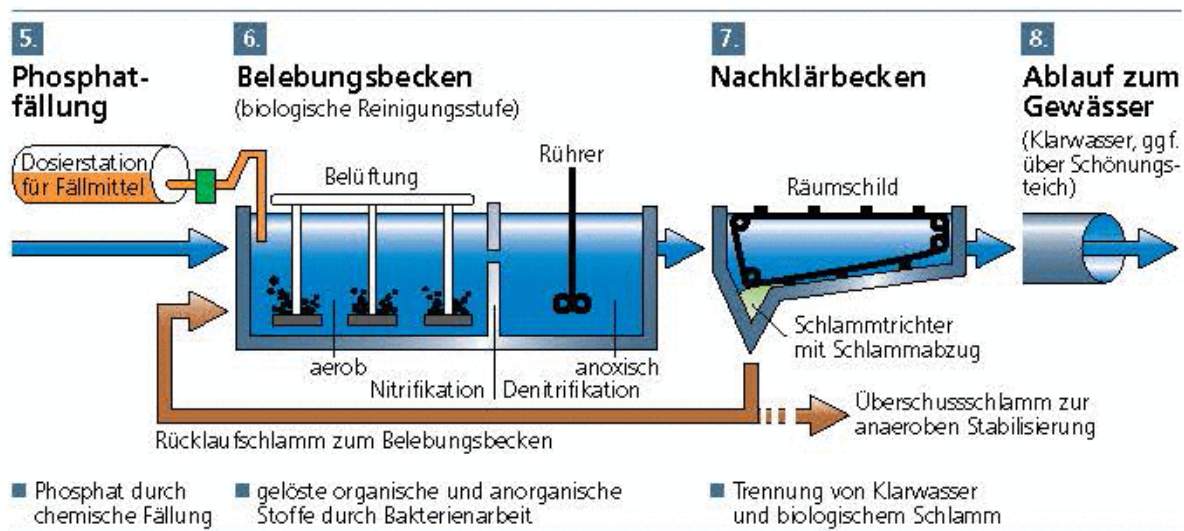 5.
Phosphat-
fällung
6.
Belebungsbecken
(biologische Reinigungsstufe)
7.
Nachklärbecken
8.
Ablauf zum
Gewässer
(Klarwasser, ggf.
über Schönungs-
teich)
Dosierstation
für Fällmittel
Belüftung
Rührer
Räumschild
aerob
anoxisch
Nitrifikation
Denitrifikation
Schlammtrichter
mit Schlammabzug
Rücklaufschlamm zum Belebungsbecken
Überschussschlamm zur
anaeroben Stabilisierung
Phosphat durch
chemische Fällung
gelöste organische und anorganische
Stoffe durch Bakterienarbeit
Trennung von Klarwasser
und biologischem Schlamm